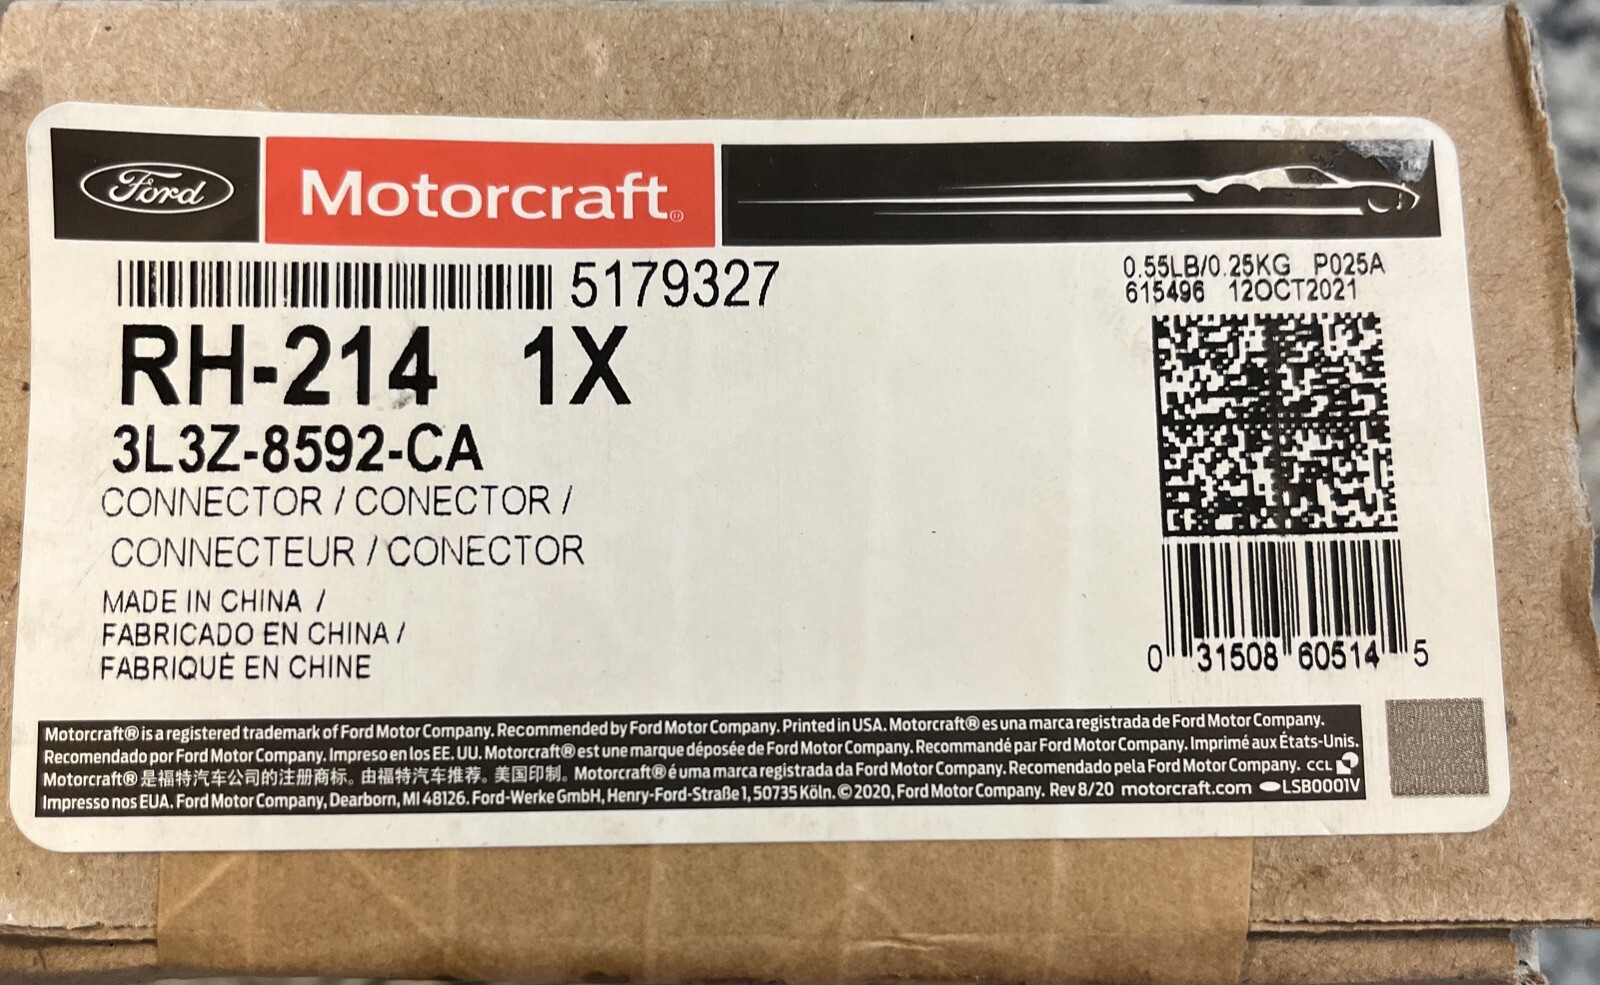 Ford
Motorcraft®
TM
5179327
0.55LB/0.25KG P025A
615496 12OCT2021
RH-214 1X
3L3Z-8592-CA
CONNECTOR / CONECTOR /
CONNECTEUR / CONECTOR
MADE IN CHINA /
FABRICADO EN CHINA /
FABRIQUÉ EN CHINE
0 31508 60514 5
Motorcraft® is a registered trademark of Ford Motor Company. Recommended by Ford Motor Company. Printed in USA. Motorcraft® es una marca registrada de Ford Motor Company.
Recomendado por Ford Motor Company. Impreso en los EE. UU. Motorcraft® est une marque déposée de Ford Motor Company. Recommandé par Ford Motor Company. Imprimé aux États-Unis.
Motorcraft® 是福特汽车公司的注册商标。由福特汽车推荐。美国印制。Motorcraft® é uma marca registrada da Ford Motor Company. Recomendado pela Ford Motor Company. CCL
Impresso nos EUA. Ford Motor Company, Dearborn, MI 48126. Ford-Werke GmbH, Henry-Ford-Straße 1, 50735 Köln. © 2020, Ford Motor Company. Rev 8/20 motorcraft.com LSB0001V